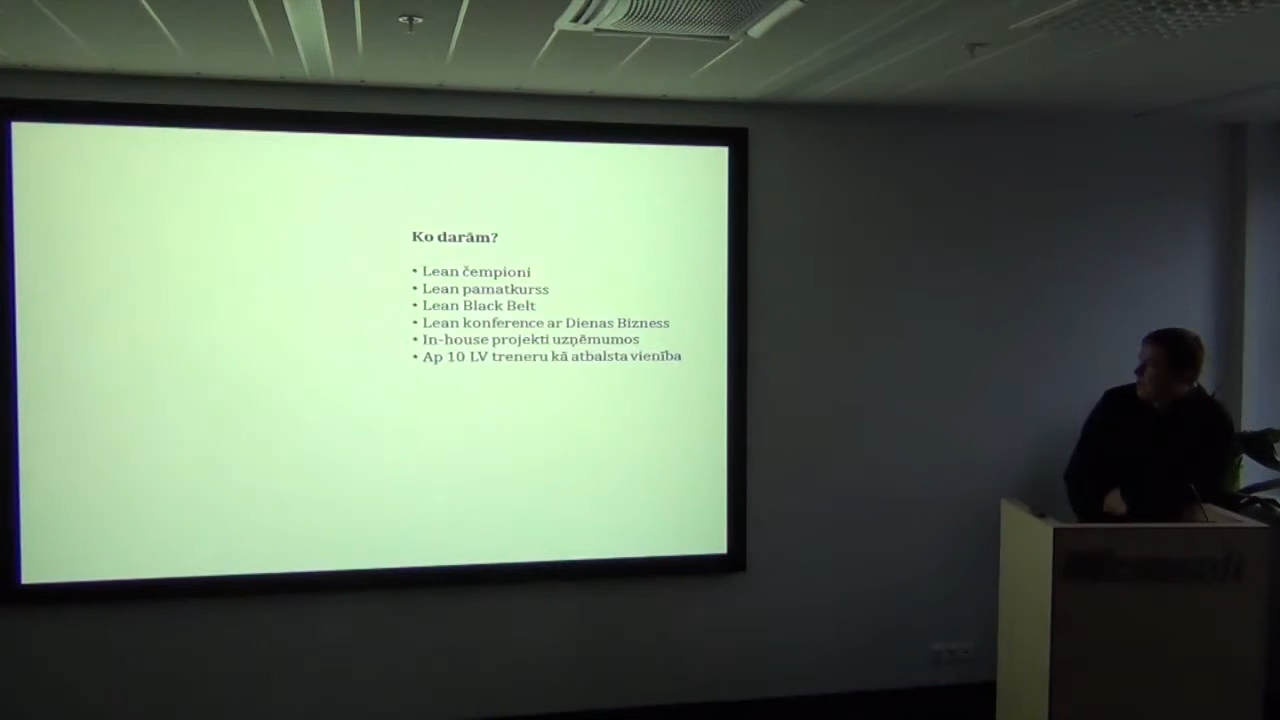 Ko darām?
• Lean čempioni
• Lean pamatkurss
• Lean Black Belt
• Lean konference ar Dienas Bizness
• In-house projekti uzņēmumos
• Ap 10 LV treneru kā atbalsta vienība